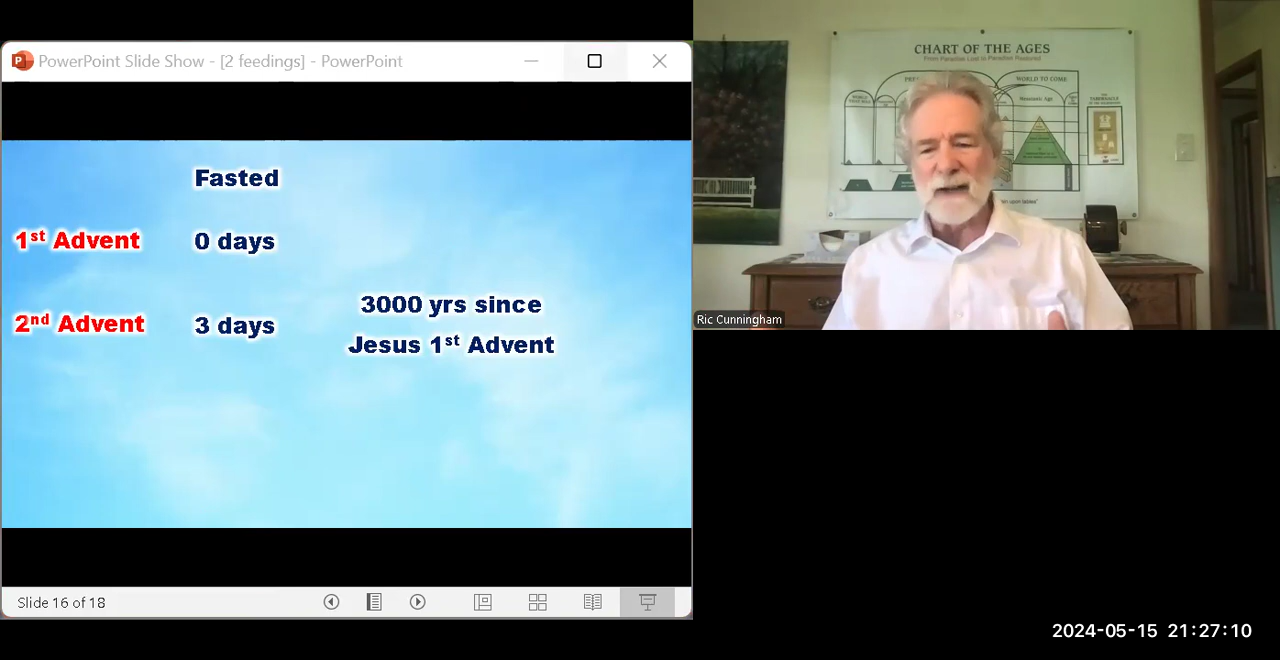 PowerPoint Slide Show - [2 feedings] - PowerPoint
Fasted
1st Advent 0 days
2nd Advent 3 days
3000 yrs since
Jesus 1st Advent
Slide 16 of 18
CHART OF THE AGES
From Paradise Lost to Paradise Restored
WORLD TO COME
Messianic Age
Ric Cunningham
2024-05-15 21:27:10